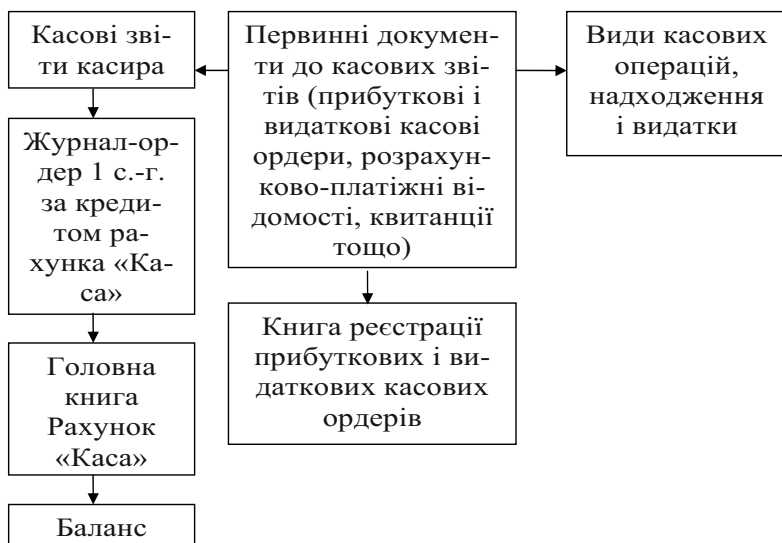 Касові зві-
ти касира
Журнал-ор-
дер 1 с.-г.
за креди-
том ра-
хунка «Ка-
са»
Головна
книга
Рахунок
«Каса»
Баланс
Первинні докумен-
ти до касових зві-
тів (прибуткові і
видаткові касові
ордери, розрахун-
ково-платіжні ві-
домості, квитанції
тощо)
Книга реєстрації
прибуткових і ви-
даткових касових
ордерів
Види касових
операцій,
надходження
і видатки